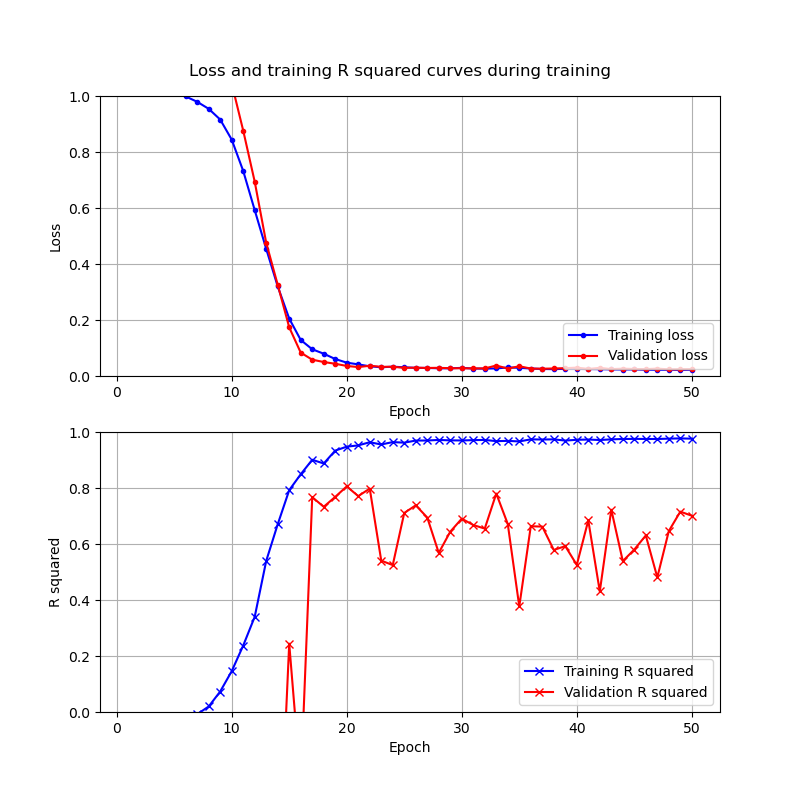 Loss and training R squared curves during training
1.0
0.8
0.6
0.4
0.2
0.0
Loss
Training loss
Validation loss
0 10 20 30 40 50
Epoch
1.0
0.8
0.6
0.4
0.2
0.0
R squared
Training R squared
Validation R squared
0 10 20 30 40 50
Epoch